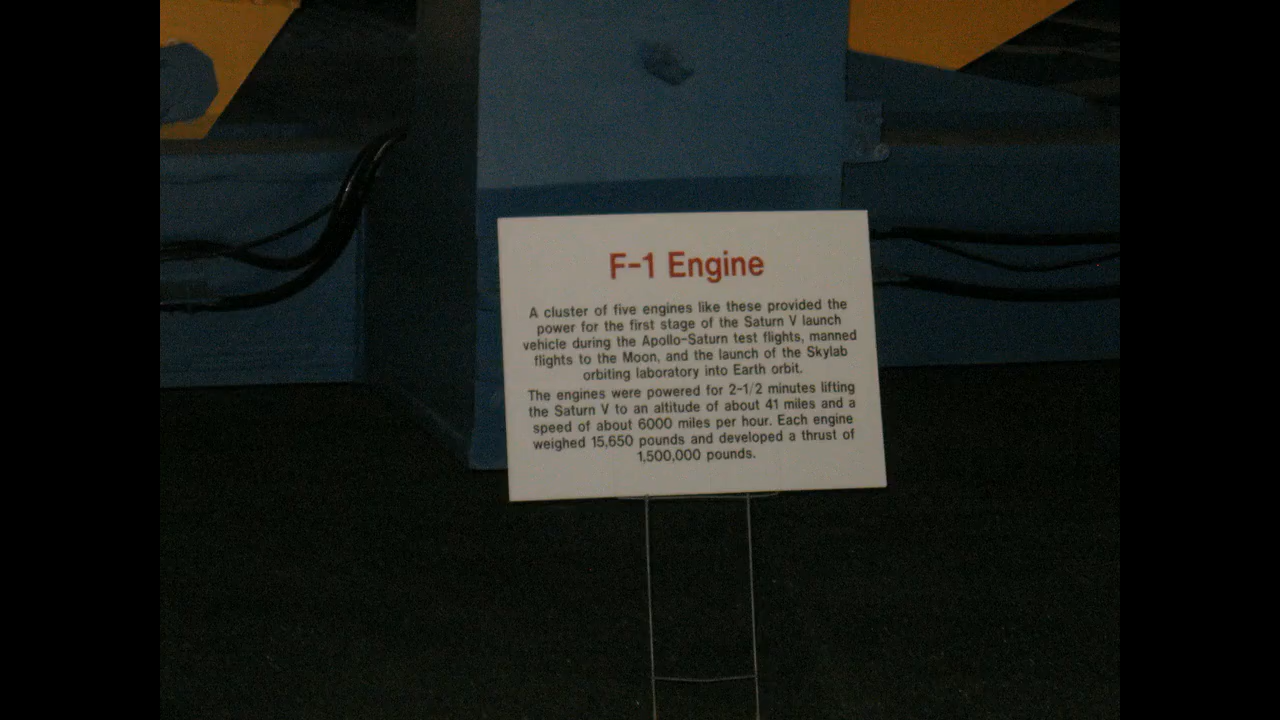 F-1 Engine
A cluster of five engines like these provided the
power for the first stage of the Saturn V launch
vehicle during the Apollo-Saturn test flights, manned
flights to the Moon, and the launch of the Skylab
orbiting laboratory into Earth orbit.
The engines were powered for 2-1/2 minutes lifting
the Saturn V to an altitude of about 41 miles and a
speed of about 6000 miles per hour. Each engine
weighed 15,650 pounds and developed a thrust of
1,500,000 pounds.